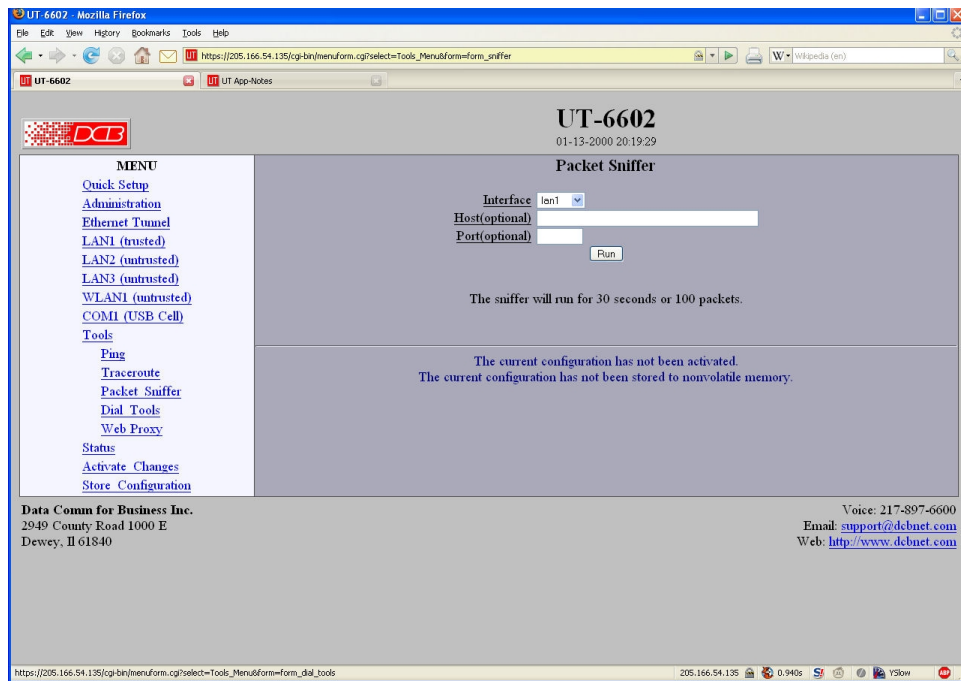 UT-6602 - Mozilla Firefox
File Edit View History Bookmarks Tools Help
https://205.166.54.135/cgi-bin/menuform.cgi?select=Tools_Menu&form=form_sniffer
W Wikipedia (en)
UT UT-6602
UT UT App-Notes
DCB
UT-6602
01-13-2000 20:19:29
MENU
Quick Setup
Administration
Ethernet Tunnel
LAN1 (trusted)
LAN2 (untrusted)
LAN3 (untrusted)
WLAN1 (untrusted)
COM1 (USB Cell)
Tools
Ping
Traceroute
Packet Sniffer
Dial Tools
Web Proxy
Status
Activate Changes
Store Configuration
Packet Sniffer
Interface lan1
Host(optional)
Port(optional)
Run
The sniffer will run for 30 seconds or 100 packets.
The current configuration has not been activated.
The current configuration has not been stored to nonvolatile memory.
Data Comm for Business Inc.
2949 County Road 1000 E
Dewey, Il 61840
Voice: 217-897-6600
Email: support@dcbnet.com
Web: http://www.dcbnet.com
https://205.166.54.135/cgi-bin/menuform.cgi?select=Tools_Menu&form=form_dial_tools
205.166.54.135 0.940s S! YSlow ABP